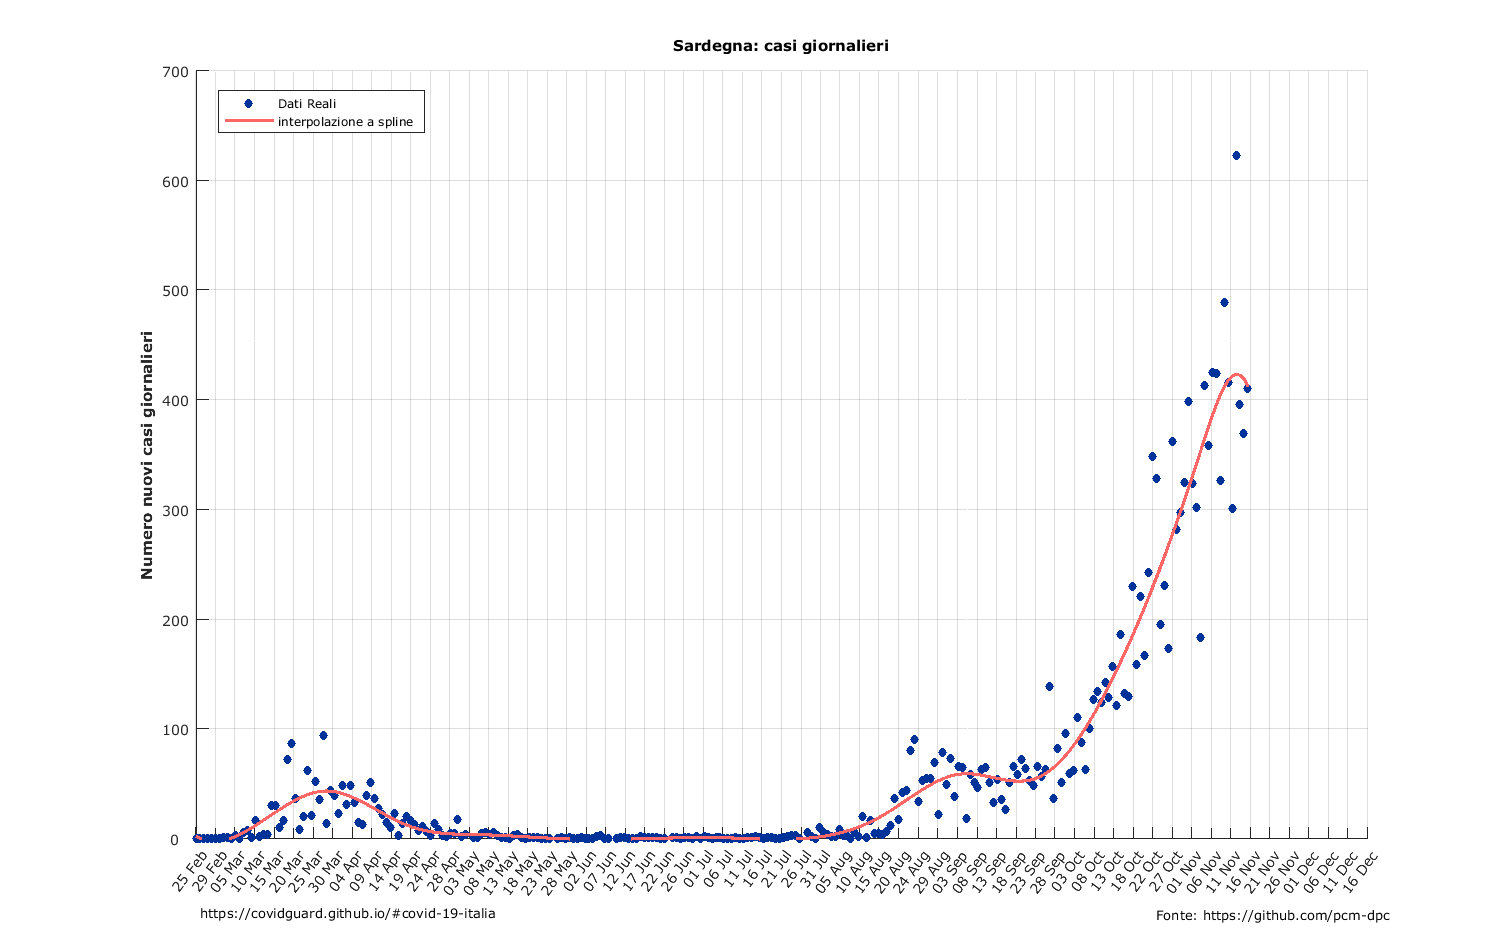 Sardegna: casi giornalieri
Dati Reali
interpolazione a spline
Numero nuovi casi giornalieri
700
600
500
400
300
200
100
0
25 Feb
29 Feb
05 Mar
10 Mar
15 Mar
20 Mar
25 Mar
30 Mar
04 Apr
09 Apr
14 Apr
19 Apr
24 Apr
28 Apr
03 May
08 May
13 May
18 May
23 May
28 May
02 Jun
07 Jun
12 Jun
17 Jun
22 Jun
26 Jun
01 Jul
06 Jul
11 Jul
16 Jul
21 Jul
26 Jul
31 Jul
05 Aug
10 Aug
15 Aug
20 Aug
24 Aug
29 Aug
03 Sep
08 Sep
13 Sep
18 Sep
23 Sep
28 Sep
03 Oct
08 Oct
13 Oct
18 Oct
22 Oct
27 Oct
01 Nov
06 Nov
11 Nov
16 Nov
21 Nov
26 Nov
01 Dec
06 Dec
11 Dec
16 Dec
https://covidguard.github.io/#covid-19-italia
Fonte: https://github.com/pcm-dpc